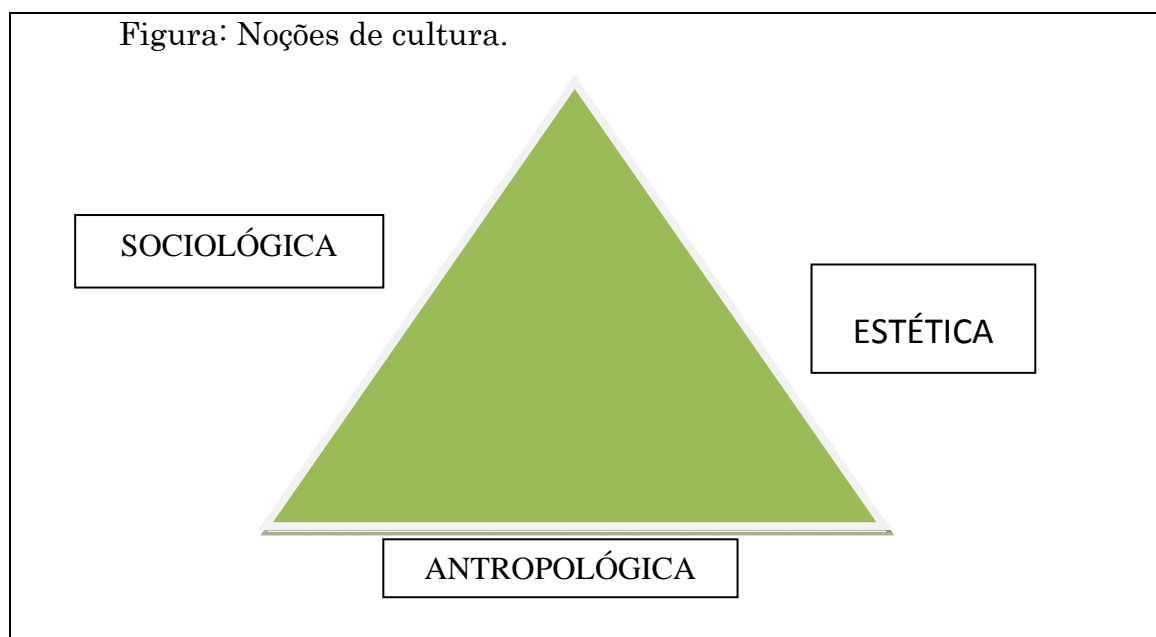 Figura: Noções de cultura.
SOCIOLÓGICA
ESTÉTICA
ANTROPOLÓGICA